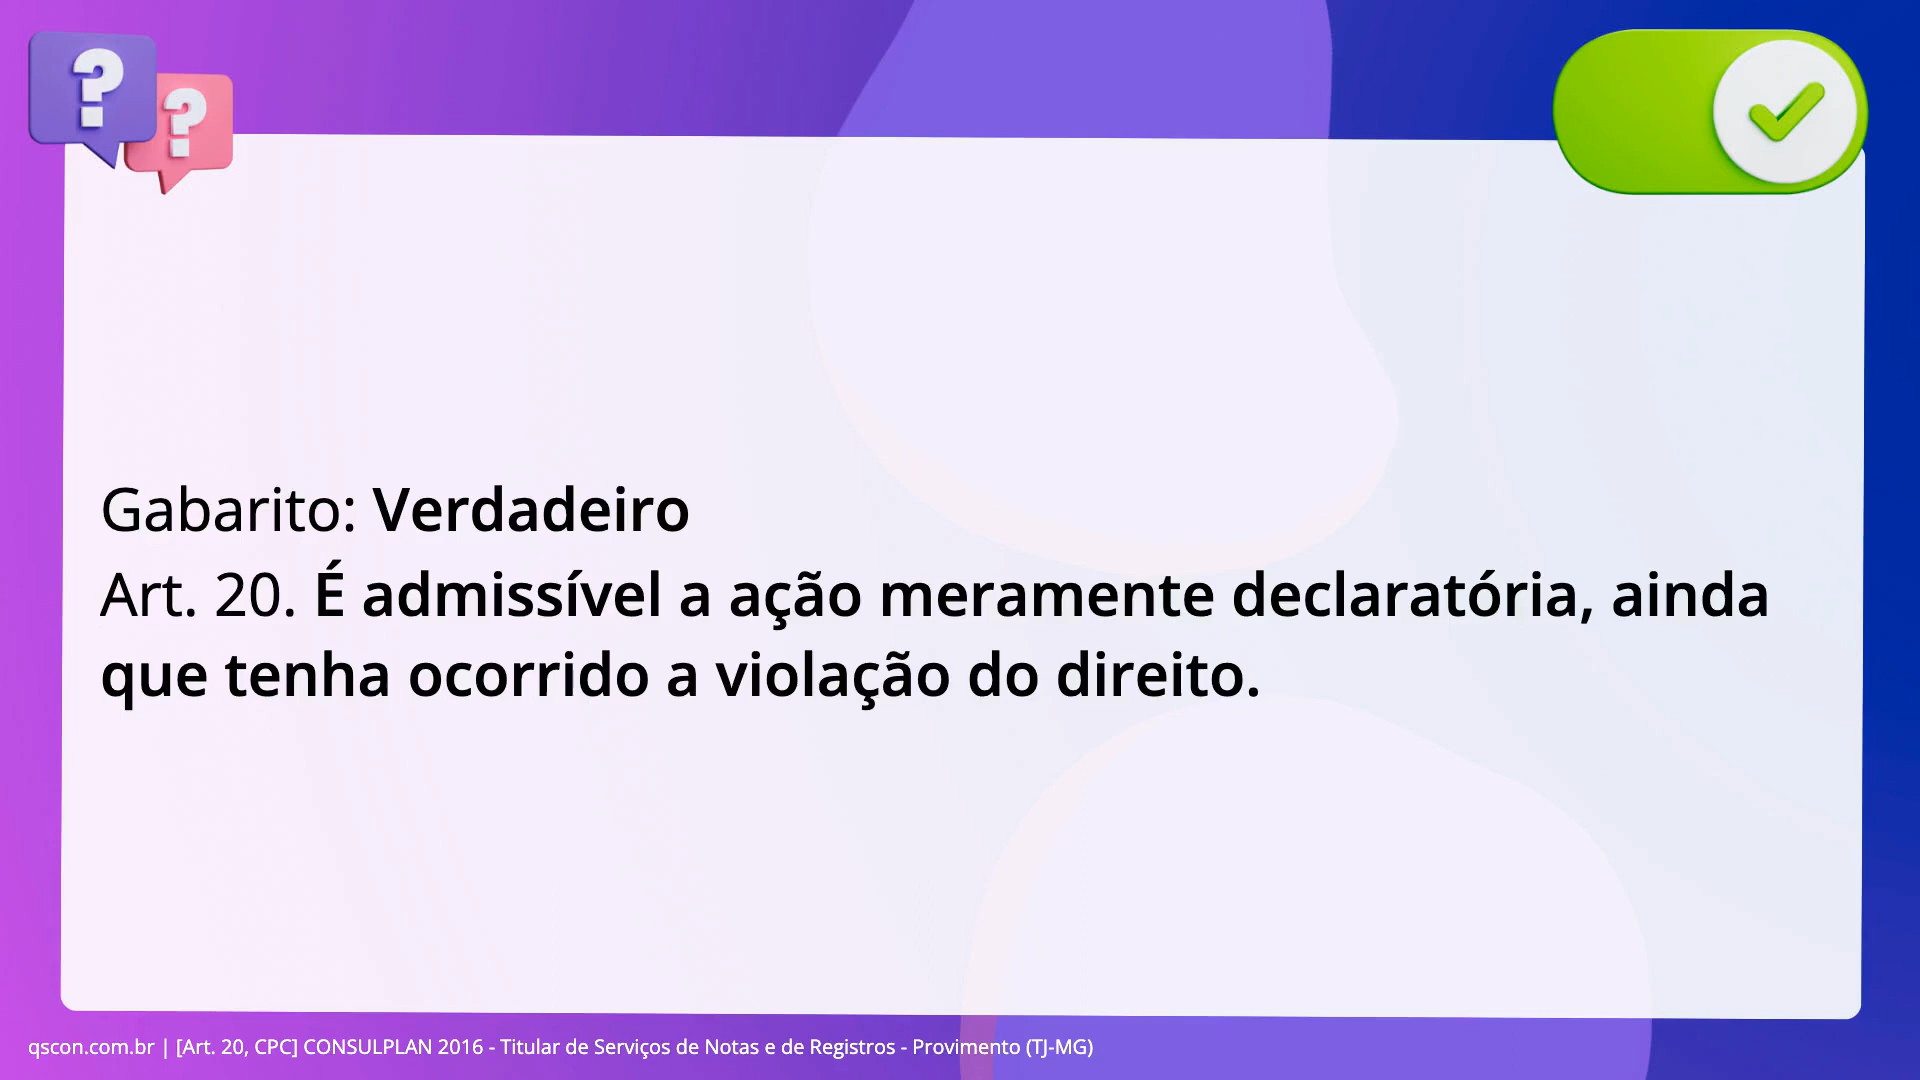 Gabarito: Verdadeiro
Art. 20. É admissível a ação meramente declaratória, ainda
que tenha ocorrido a violação do direito.
qscon.com.br | [Art. 20, CPC] CONSULPLAN 2016 - Titular de Serviços de Notas e de Registros - Provimento (TJ-MG)